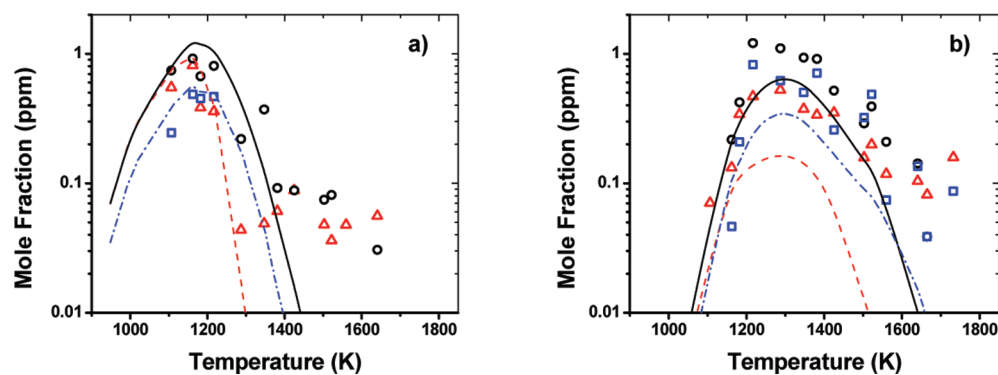 a)
Mole Fraction (ppm)
1
0.1
0.01
1000 1200 1400 1600 1800
Temperature (K)
b)
Mole Fraction (ppm)
1
0.1
0.01
1000 1200 1400 1600 1800
Temperature (K)